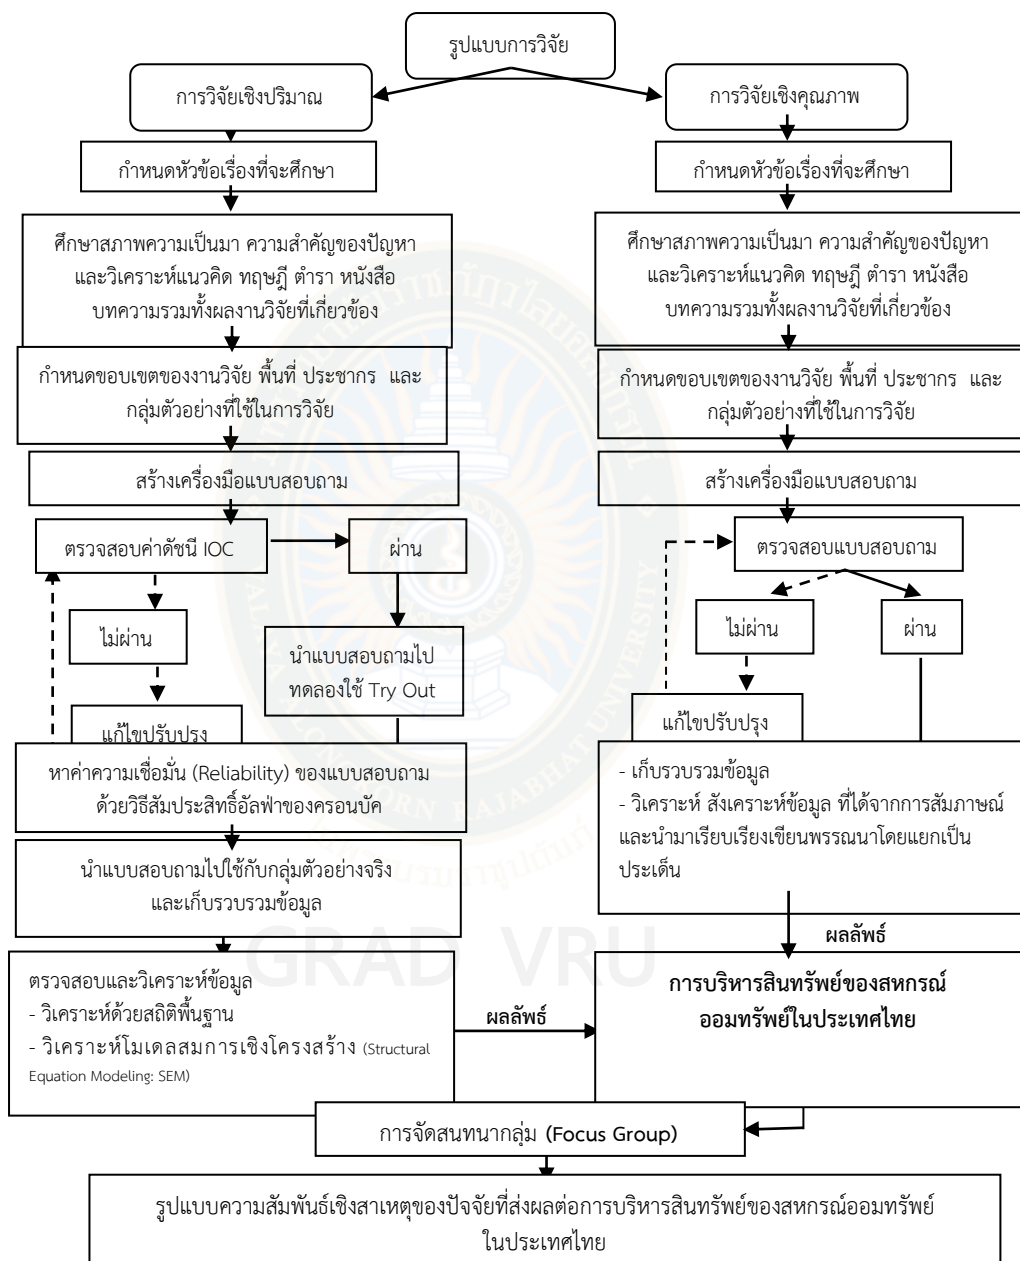 รูปแบบการวิจัย
การวิจัยเชิงปริมาณ
การวิจัยเชิงคุณภาพ
กำหนดหัวข้อเรื่องที่จะศึกษา
กำหนดหัวข้อเรื่องที่จะศึกษา
ศึกษาสภาพความเป็นมา ความสำคัญของปัญหา
และวิเคราะห์แนวคิด ทฤษฎี ตำรา หนังสือ
บทความรวมทั้งผลงานวิจัยที่เกี่ยวข้อง
ศึกษาสภาพความเป็นมา ความสำคัญของปัญหา
และวิเคราะห์แนวคิด ทฤษฎี ตำรา หนังสือ
บทความรวมทั้งผลงานวิจัยที่เกี่ยวข้อง
กำหนดขอบเขตของงานวิจัย พื้นที่ ประชากร และ
กลุ่มตัวอย่างที่ใช้ในการวิจัย
กำหนดขอบเขตของงานวิจัย พื้นที่ ประชากร และ
กลุ่มตัวอย่างที่ใช้ในการวิจัย
สร้างเครื่องมือแบบสอบถาม
สร้างเครื่องมือแบบสอบถาม
ตรวจสอบค่าดัชนี IOC
ผ่าน
ตรวจสอบแบบสอบถาม
ไม่ผ่าน
นำแบบสอบถามไป
ทดลองใช้ Try Out
ไม่ผ่าน
ผ่าน
แก้ไขปรับปรุง
แก้ไขปรับปรุง
หาค่าความเชื่อมั่น (Reliability) ของแบบสอบถาม
ด้วยวิธีสัมประสิทธิ์อัลฟ่าของครอนบัค
- เก็บรวบรวมข้อมูล
- วิเคราะห์ สังเคราะห์ข้อมูล ที่ได้จากการสัมภาษณ์
และนำมาเรียบเรียงเขียนพรรณนาโดยแยกเป็น
ประเด็น
นำแบบสอบถามไปใช้กับกลุ่มตัวอย่างจริง
และเก็บรวบรวมข้อมูล
ผลลัพธ์
GRAD VRU
ตรวจสอบและวิเคราะห์ข้อมูล
- วิเคราะห์ด้วยสถิติพื้นฐาน
- วิเคราะห์โมเดลสมการเชิงโครงสร้าง (Structural
Equation Modeling: SEM)
ผลลัพธ์
การบริหารสินทรัพย์ของสหกรณ์
ออมทรัพย์ในประเทศไทย
การจัดสนทนากลุ่ม (Focus Group)
รูปแบบความสัมพันธ์เชิงสาเหตุของปัจจัยที่ส่งผลต่อการบริหารสินทรัพย์ของสหกรณ์ออมทรัพย์
ในประเทศไทย